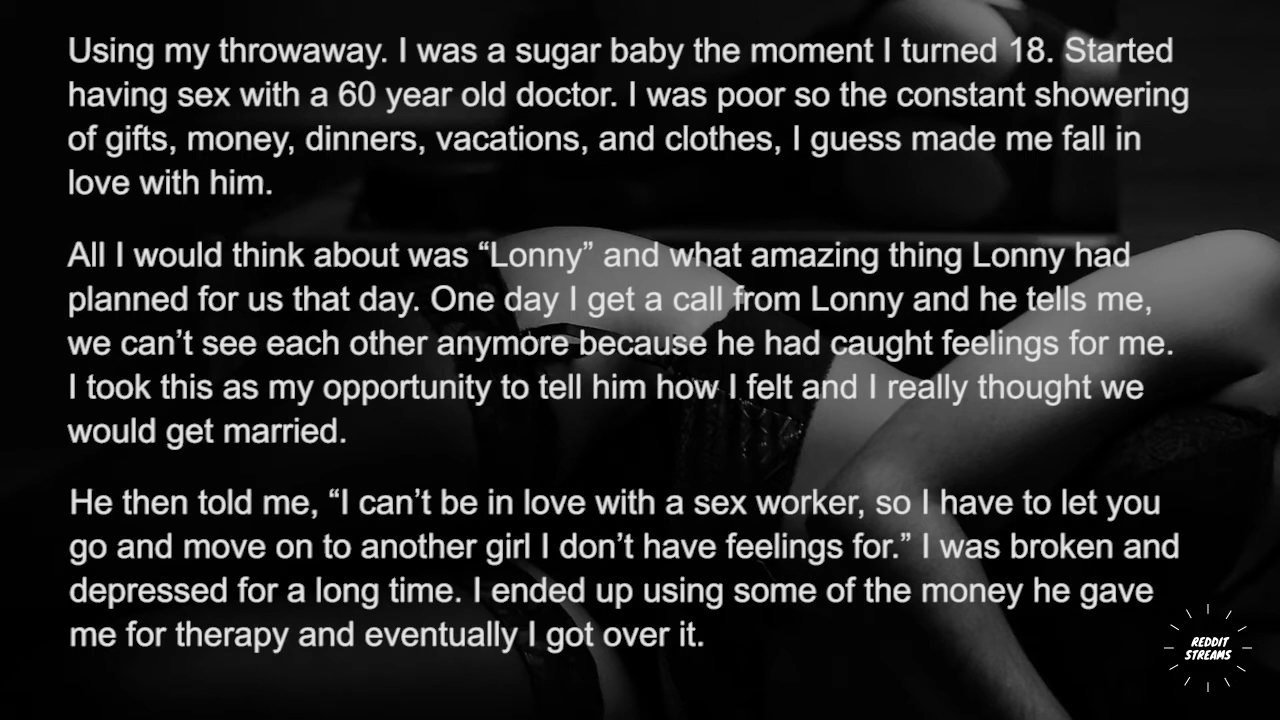 Using my throwaway. I was a sugar baby the moment I turned 18. Started
having sex with a 60 year old doctor. I was poor so the constant showering
of gifts, money, dinners, vacations, and clothes, I guess made me fall in
love with him.
All I would think about was “Lonny” and what amazing thing Lonny had
planned for us that day. One day I get a call from Lonny and he tells me,
we can’t see each other anymore because he had caught feelings for me.
I took this as my opportunity to tell him how I felt and I really thought we
would get married.
He then told me, “I can’t be in love with a sex worker, so I have to let you
go and move on to another girl I don’t have feelings for.” I was broken and
depressed for a long time. I ended up using some of the money he gave
me for therapy and eventually I got over it.
REDDIT
STREAMS